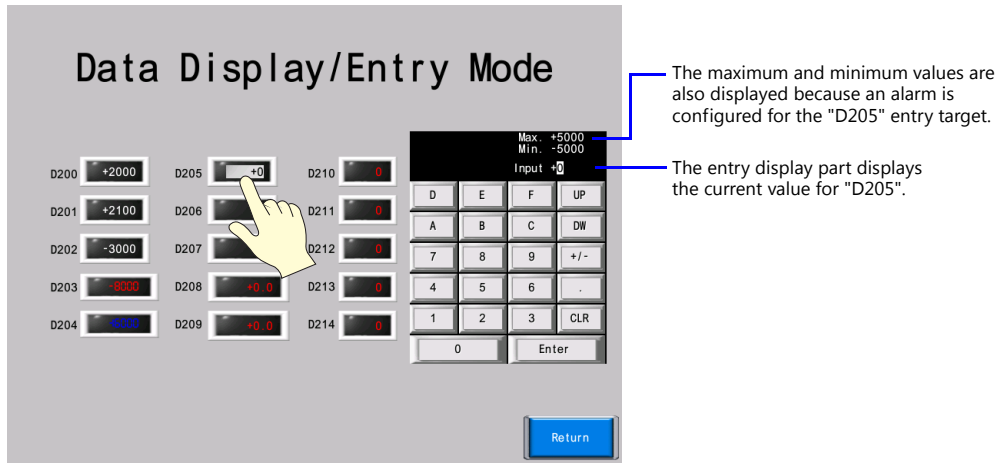 Data Display/Entry Mode
The maximum and minimum values are
also displayed because an alarm is
configured for the "D205" entry target.
The entry display part displays
the current value for "D205".
Max. +5000
Min. -5000
Input +0
D200 +2000 D205 +0 D210 0
D201 +2100 D206 D211 0
D202 -3000 D207 D212 0
D203 -8000 D208 +0.0 D213 0
D204 D209 +0.0 D214 0
D E F UP
A B C DW
7 8 9 +/-
4 5 6 .
1 2 3 CLR
0 Enter
Return